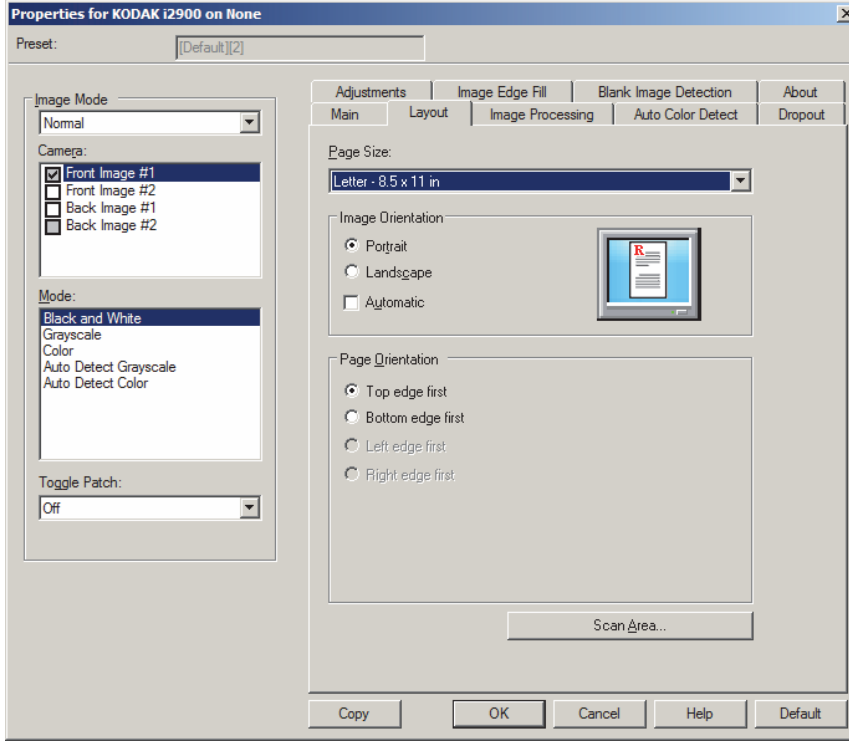 Properties for KODAK i2900 on None
Preset:
[Default][2]
Image Mode
Normal
Camera:
Front Image #1
Front Image #2
Back Image #1
Back Image #2
Mode:
Black and White
Grayscale
Color
Auto Detect Grayscale
Auto Detect Color
Toggle Patch:
Off
Adjustments Image Edge Fill Blank Image Detection About
Main Layout Image Processing Auto Color Detect Dropout
Page Size:
Letter - 8.5 x 11 in
Image Orientation
Portrait
Landscape
Automatic
R
Page Orientation
Top edge first
Bottom edge first
Left edge first
Right edge first
Scan Area...
Copy OK Cancel Help Default